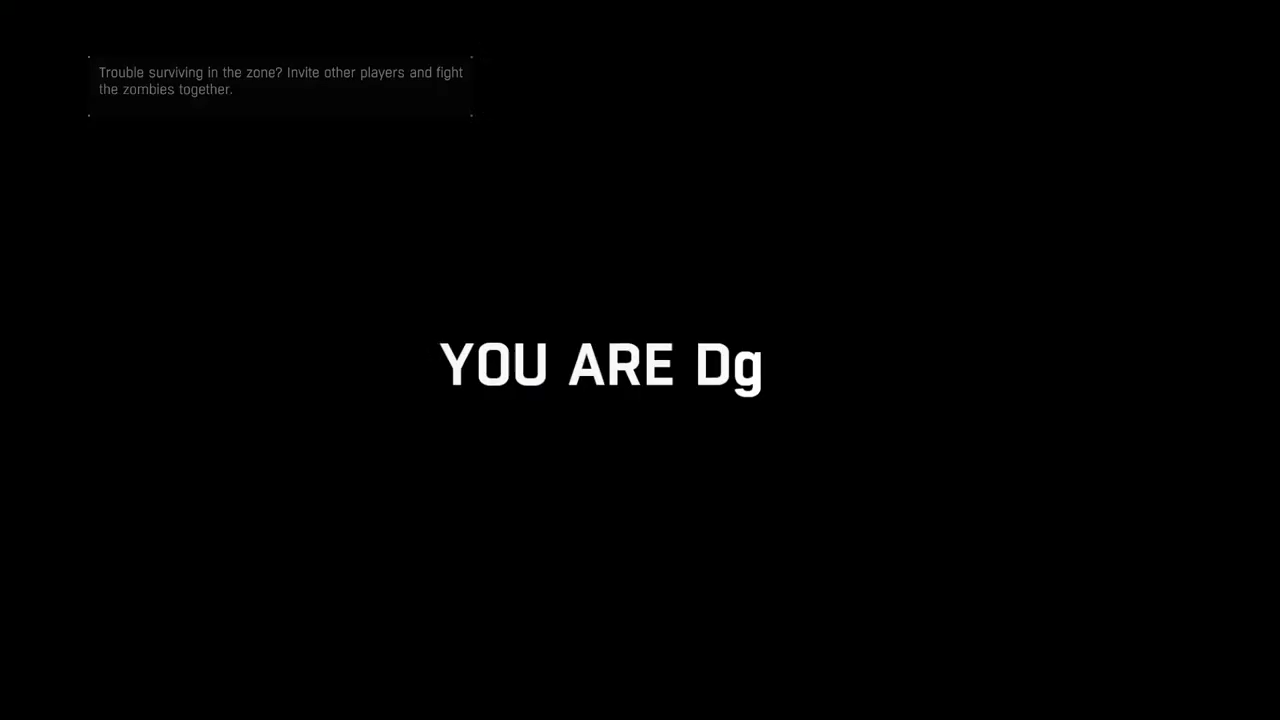 Trouble surviving in the zone? Invite other players and fight
the zombies together.
YOU ARE Dg